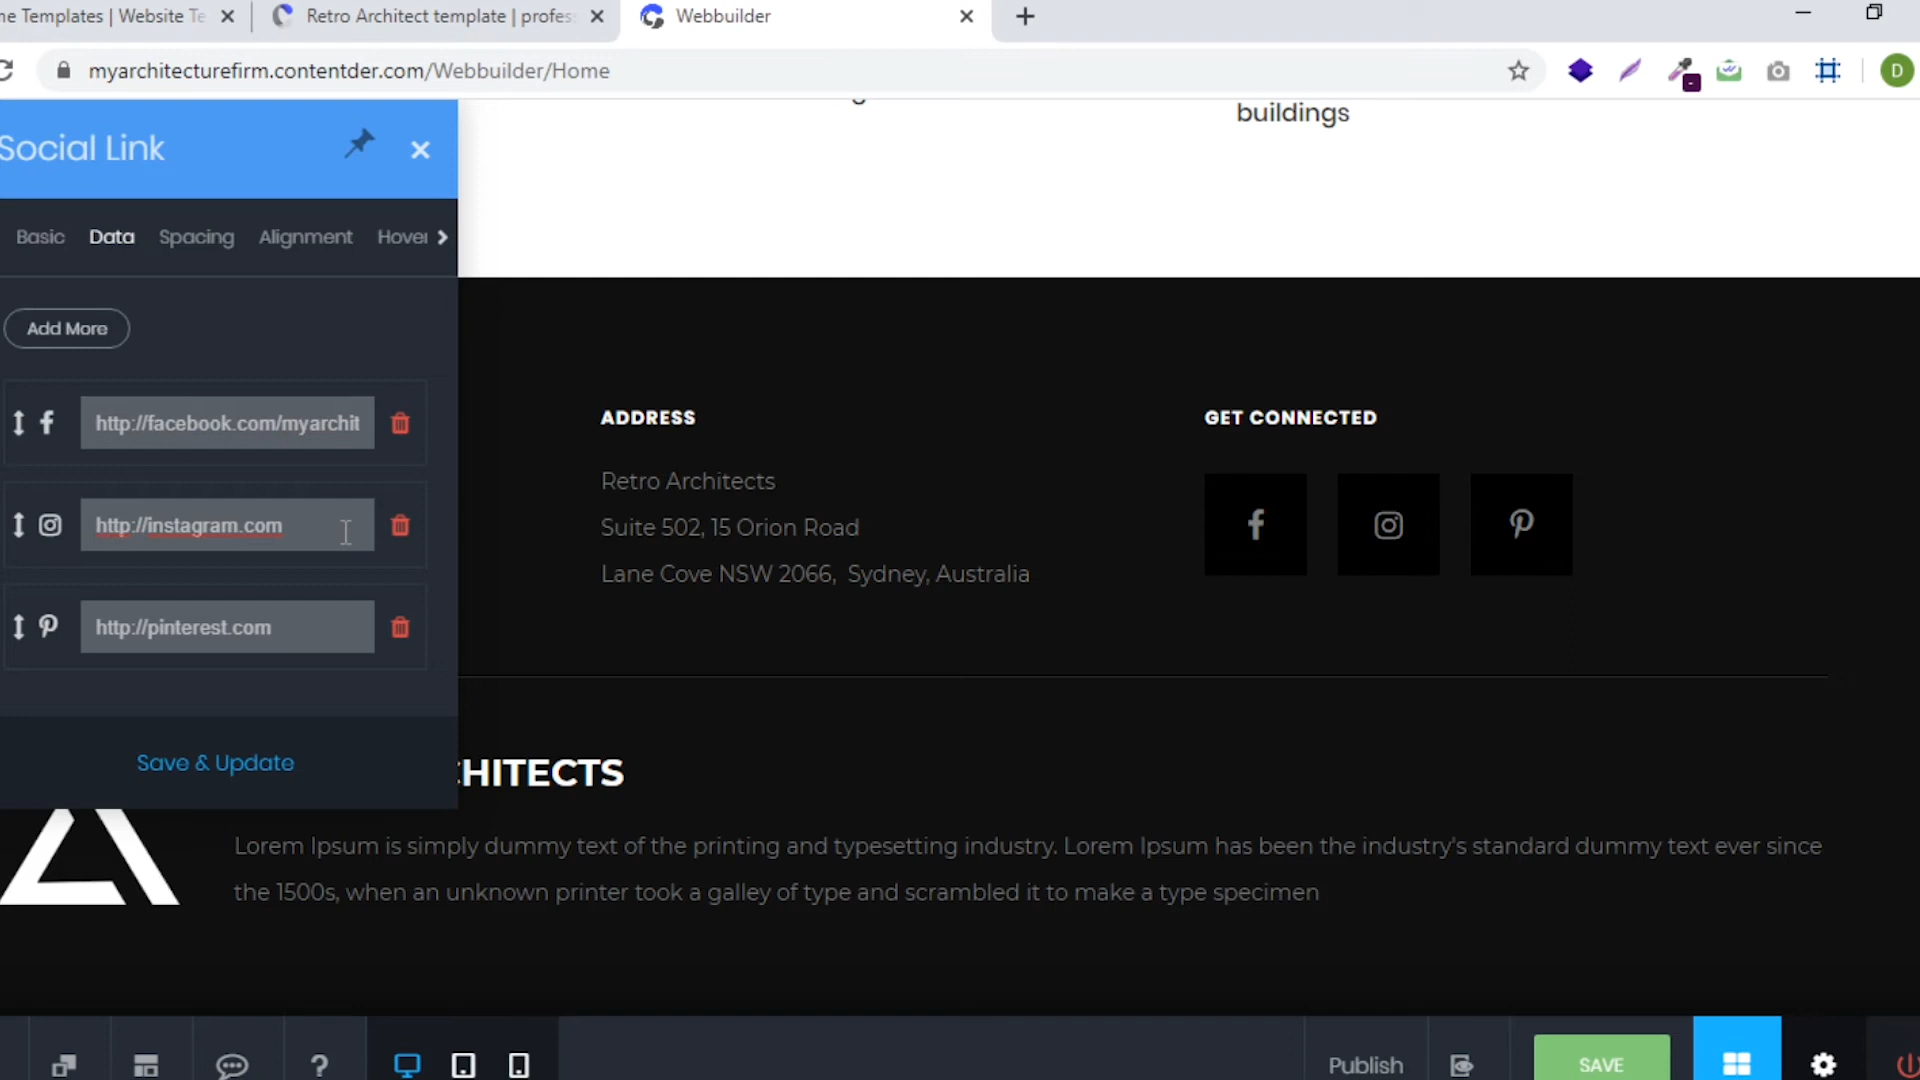 ne Templates | Website Te
Retro Architect template | profes
Webbuilder
myarchitecturefirm.contentder.com/Webbuilder/Home
D
buildings
Social Link
Basic Data Spacing Alignment Hover
Add More
http://facebook.com/myarchit
http://instagram.com
http://pinterest.com
Save & Update
ADDRESS
Retro Architects
Suite 502, 15 Orion Road
Lane Cove NSW 2066, Sydney, Australia
GET CONNECTED
CHITECTS
Lorem Ipsum is simply dummy text of the printing and typesetting industry. Lorem Ipsum has been the industry's standard dummy text ever since
the 1500s, when an unknown printer took a galley of type and scrambled it to make a type specimen
?
Publish
SAVE